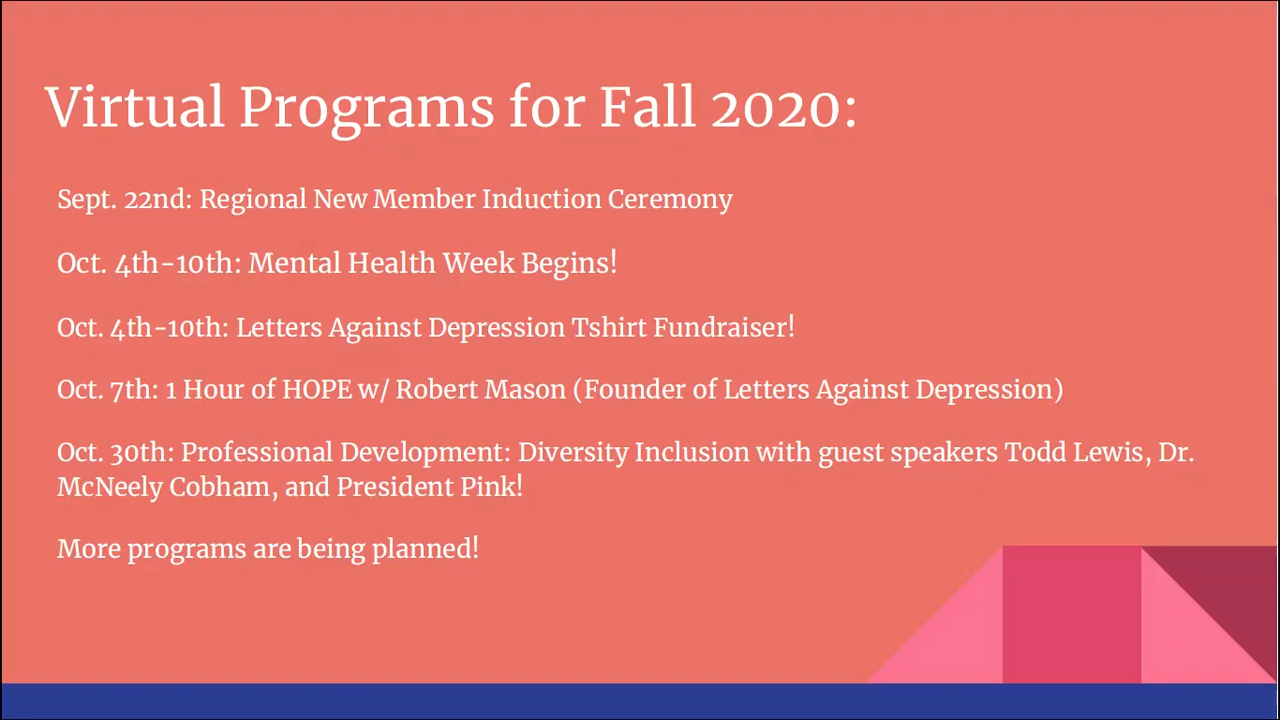 Virtual Programs for Fall 2020:
Sept. 22nd: Regional New Member Induction Ceremony
Oct. 4th-10th: Mental Health Week Begins!
Oct. 4th-10th: Letters Against Depression Tshirt Fundraiser!
Oct. 7th: 1 Hour of HOPE w/ Robert Mason (Founder of Letters Against Depression)
Oct. 30th: Professional Development: Diversity Inclusion with guest speakers Todd Lewis, Dr.
McNeely Cobham, and President Pink!
More programs are being planned!